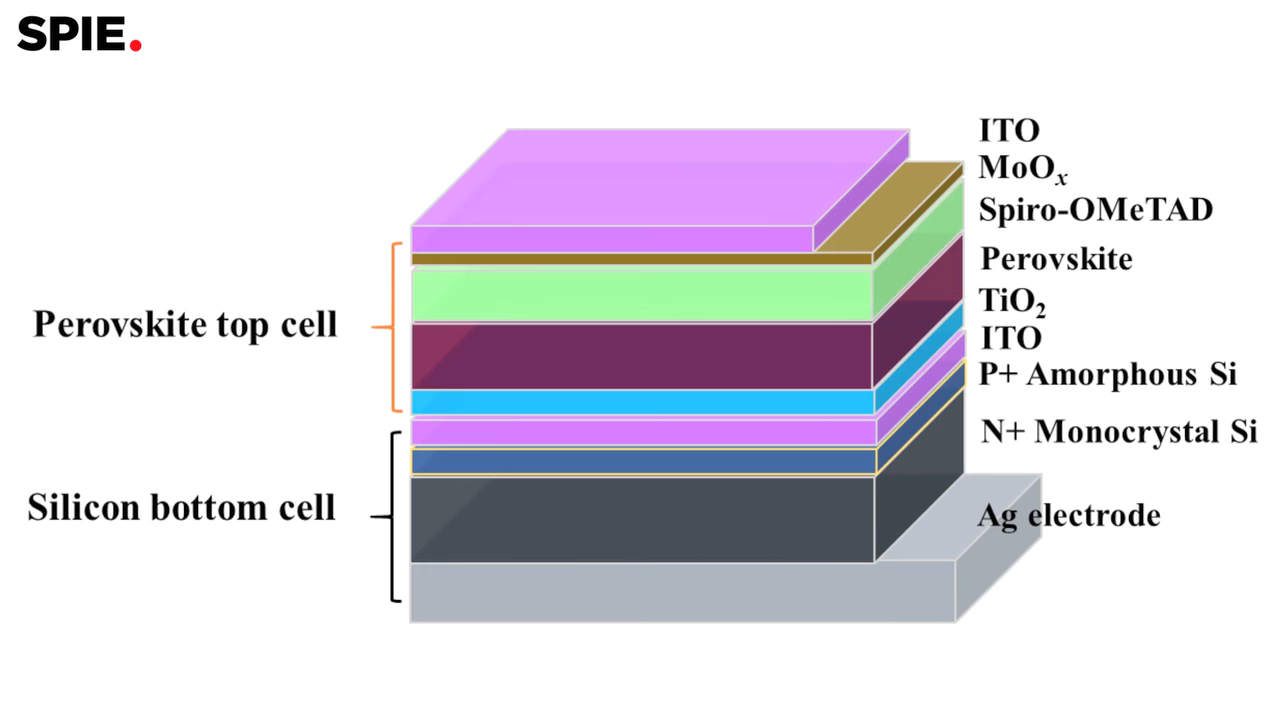 SPIE.
ITO
MoOₓ
Spiro-OMeTAD
Perovskite
TiO₂
ITO
P+ Amorphous Si
N+ Monocrystal Si
Ag electrode
Perovskite top cell
Silicon bottom cell